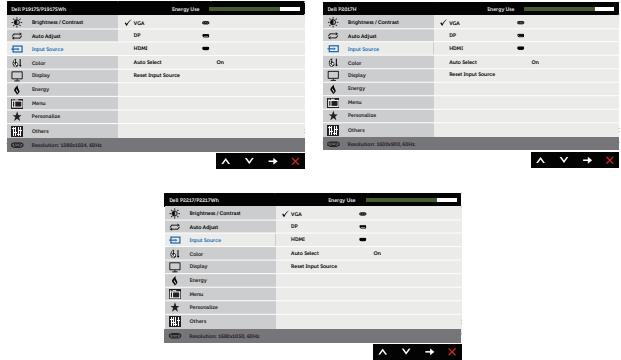 Dell P1917S/P1917SWh Energy Use
Brightness / Contrast VGA
Auto Adjust DP
Input Source HDMI
Color Auto Select On
Display Reset Input Source
Energy
Menu
Personalize
Others
Resolution: 1280x1024, 60Hz
Dell P2017H Energy Use
Brightness / Contrast VGA
Auto Adjust DP
Input Source HDMI
Color Auto Select On
Display Reset Input Source
Energy
Menu
Personalize
Others
Resolution: 1600x900, 60Hz
Dell P2217/P2217Wh Energy Use
Brightness / Contrast VGA
Auto Adjust DP
Input Source HDMI
Color Auto Select On
Display Reset Input Source
Energy
Menu
Personalize
Others
Resolution: 1680x1050, 60Hz